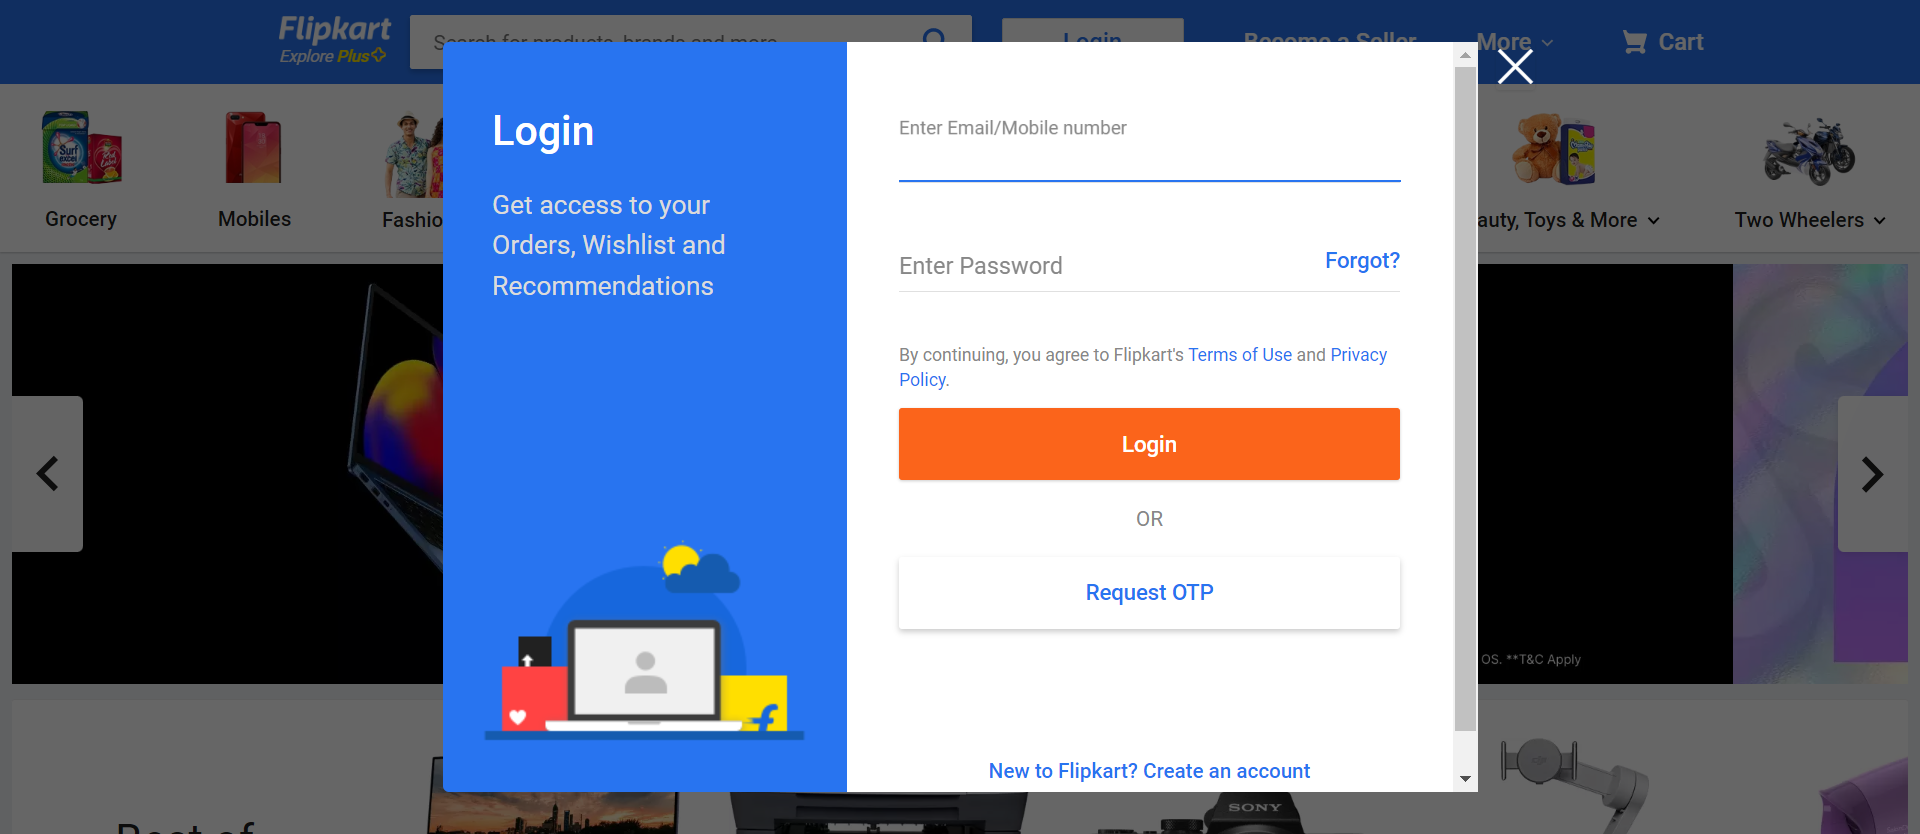 Flipkart
Explore Plus
Search for products, brands and more
Login
Become a Seller
More
Cart
Grocery
Mobiles
Fashio
auty, Toys & More
Two Wheelers
Login
Get access to your
Orders, Wishlist and
Recommendations
Enter Email/Mobile number
Enter Password
Forgot?
By continuing, you agree to Flipkart's Terms of Use and Privacy
Policy.
Login
OR
Request OTP
New to Flipkart? Create an account
OS. **T&C Apply
Best of
SONY
Surf
excel